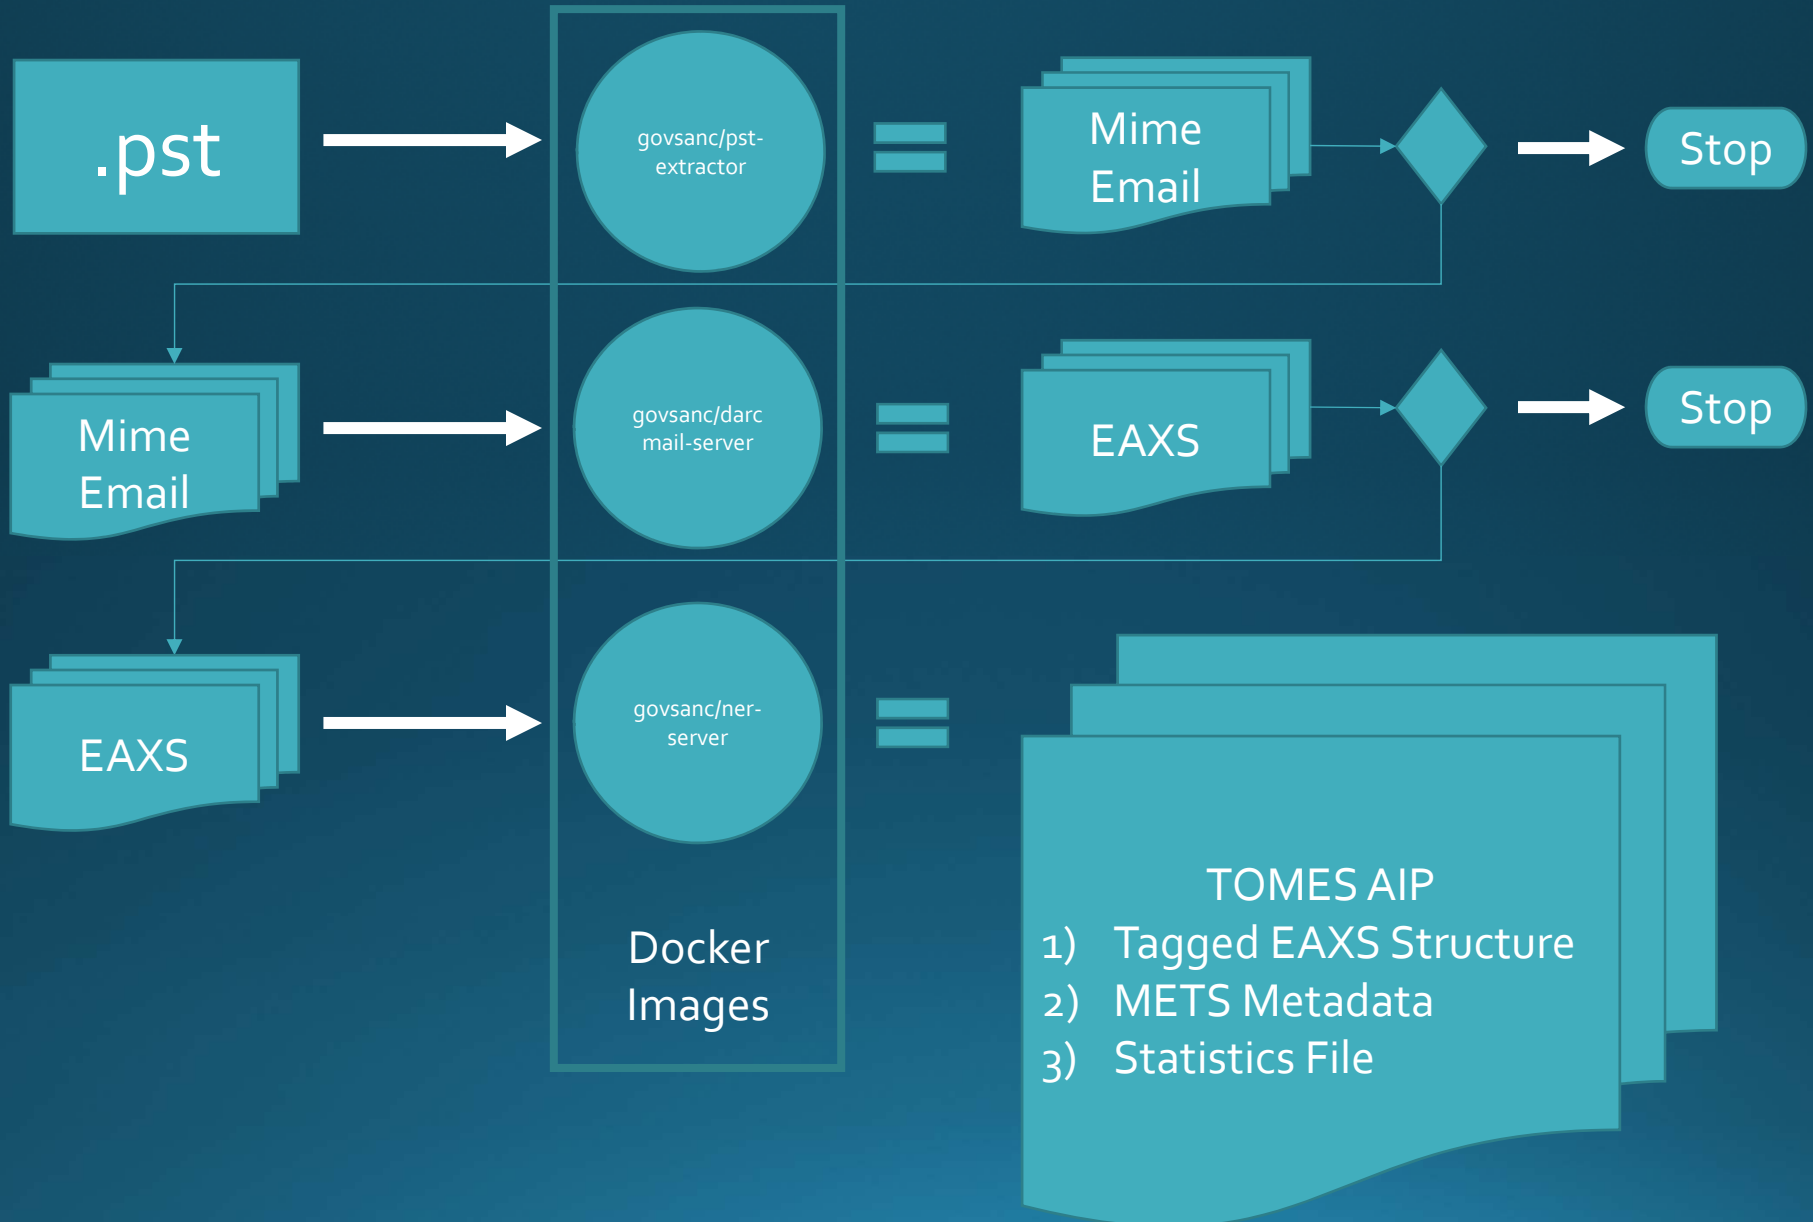 .pst
govsanc/pst-
extractor
Mime
Email
Stop
Mime
Email
govsanc/darc
mail-server
EAXS
Stop
EAXS
govsanc/ner-
server
Docker
Images
TOMES AIP
1) Tagged EAXS Structure
2) METS Metadata
3) Statistics File